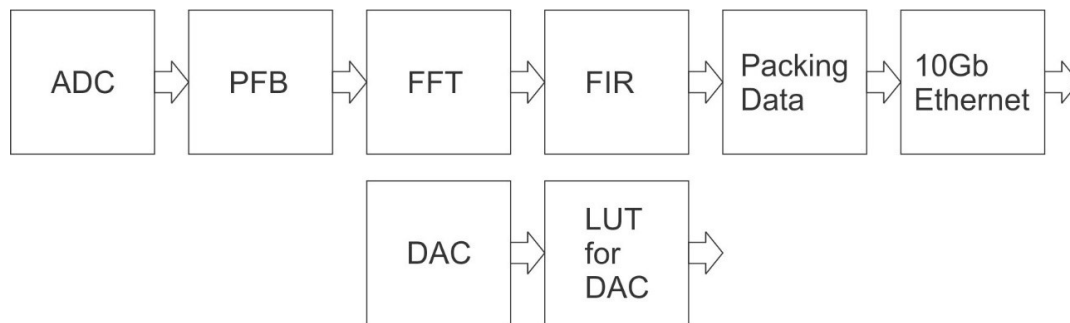 ADC
PFB
FFT
FIR
Packing
Data
10Gb
Ethernet
DAC
LUT
for
DAC